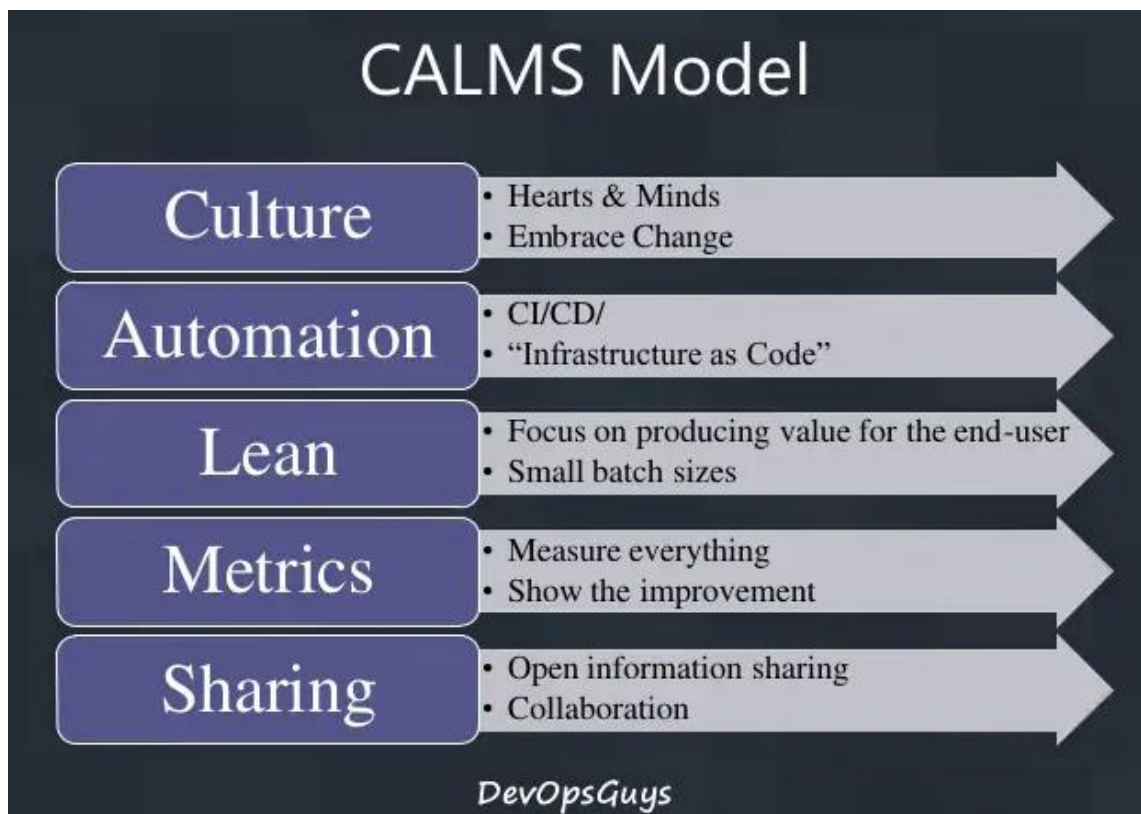 CALMS Model
Culture
• Hearts & Minds
• Embrace Change
Automation
• CI/CD/
• “Infrastructure as Code”
Lean
• Focus on producing value for the end-user
• Small batch sizes
Metrics
• Measure everything
• Show the improvement
Sharing
• Open information sharing
• Collaboration
DevOpsGuys